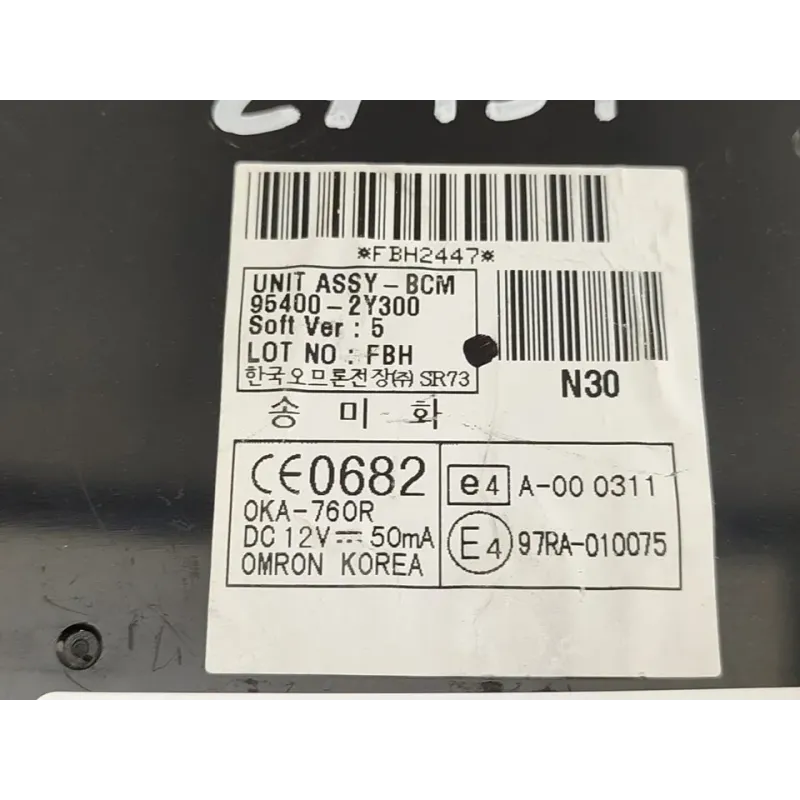 *FBH2447*
UNIT ASSY-BCM
95400-2Y300
Soft Ver : 5
LOT NO : FBH
한국오므론전장(주) SR73
N30
송 미 화
CE0682
OKA-760R
DC 12V ⎓ 50mA
OMRON KOREA
e4 A-00 0311
E4 97RA-010075